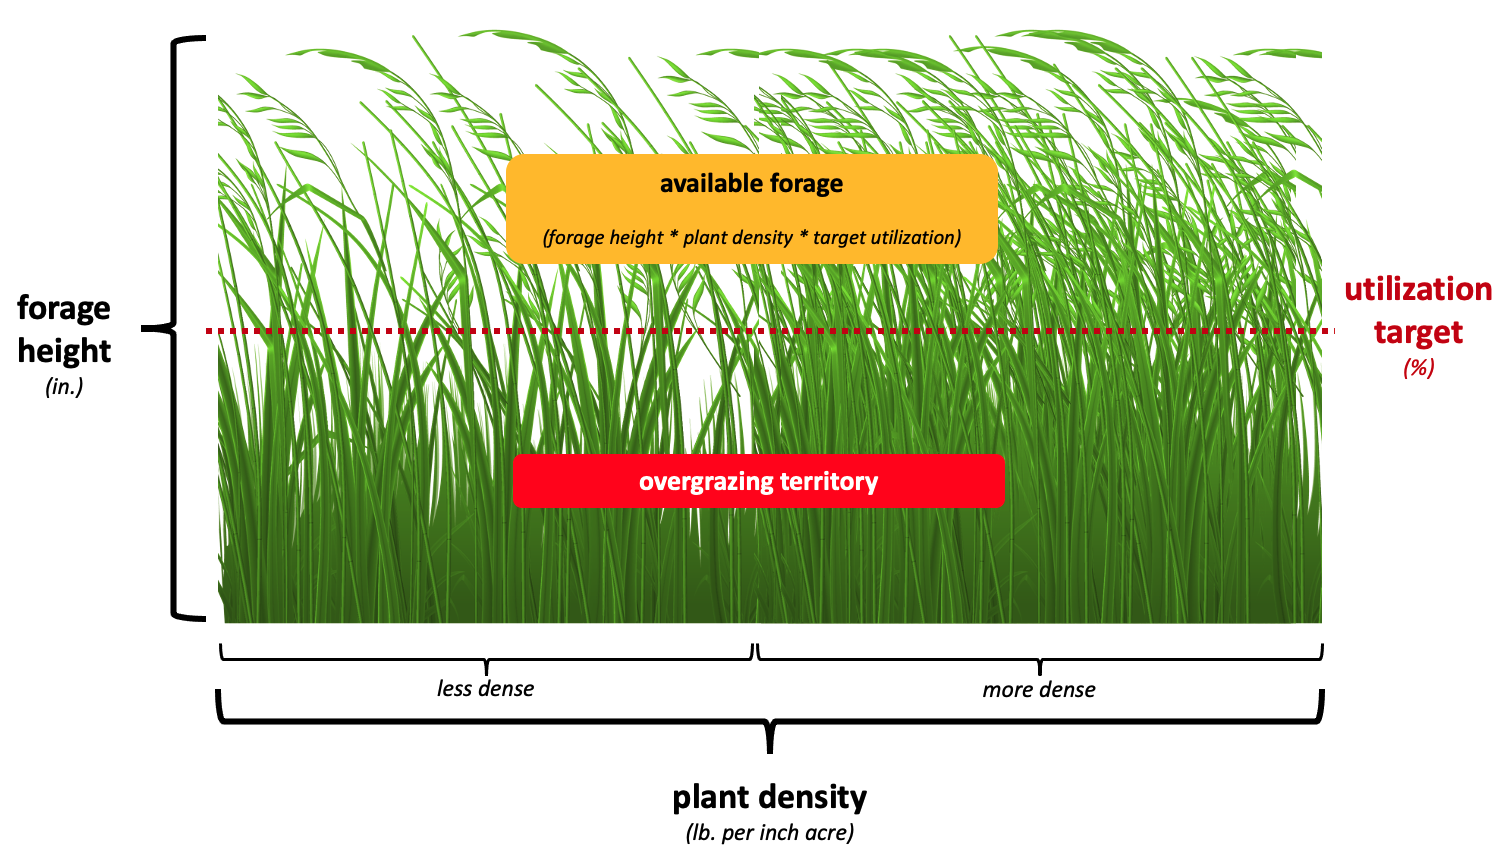 available forage
(forage height * plant density * target utilization)
forage
height
(in.)
utilization
target
(%)
overgrazing territory
less dense
more dense
plant density
(lb. per inch acre)